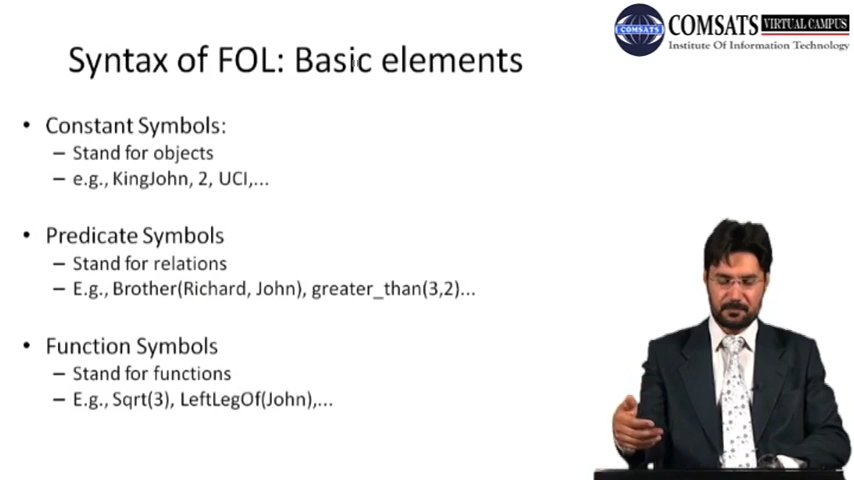 COMSATS VIRTUAL CAMPUS
COMSATS
Institute Of Information Technology
Syntax of FOL: Basic elements
• Constant Symbols:
– Stand for objects
– e.g., KingJohn, 2, UCI,...
• Predicate Symbols
– Stand for relations
– E.g., Brother(Richard, John), greater_than(3,2)...
• Function Symbols
– Stand for functions
– E.g., Sqrt(3), LeftLegOf(John),...